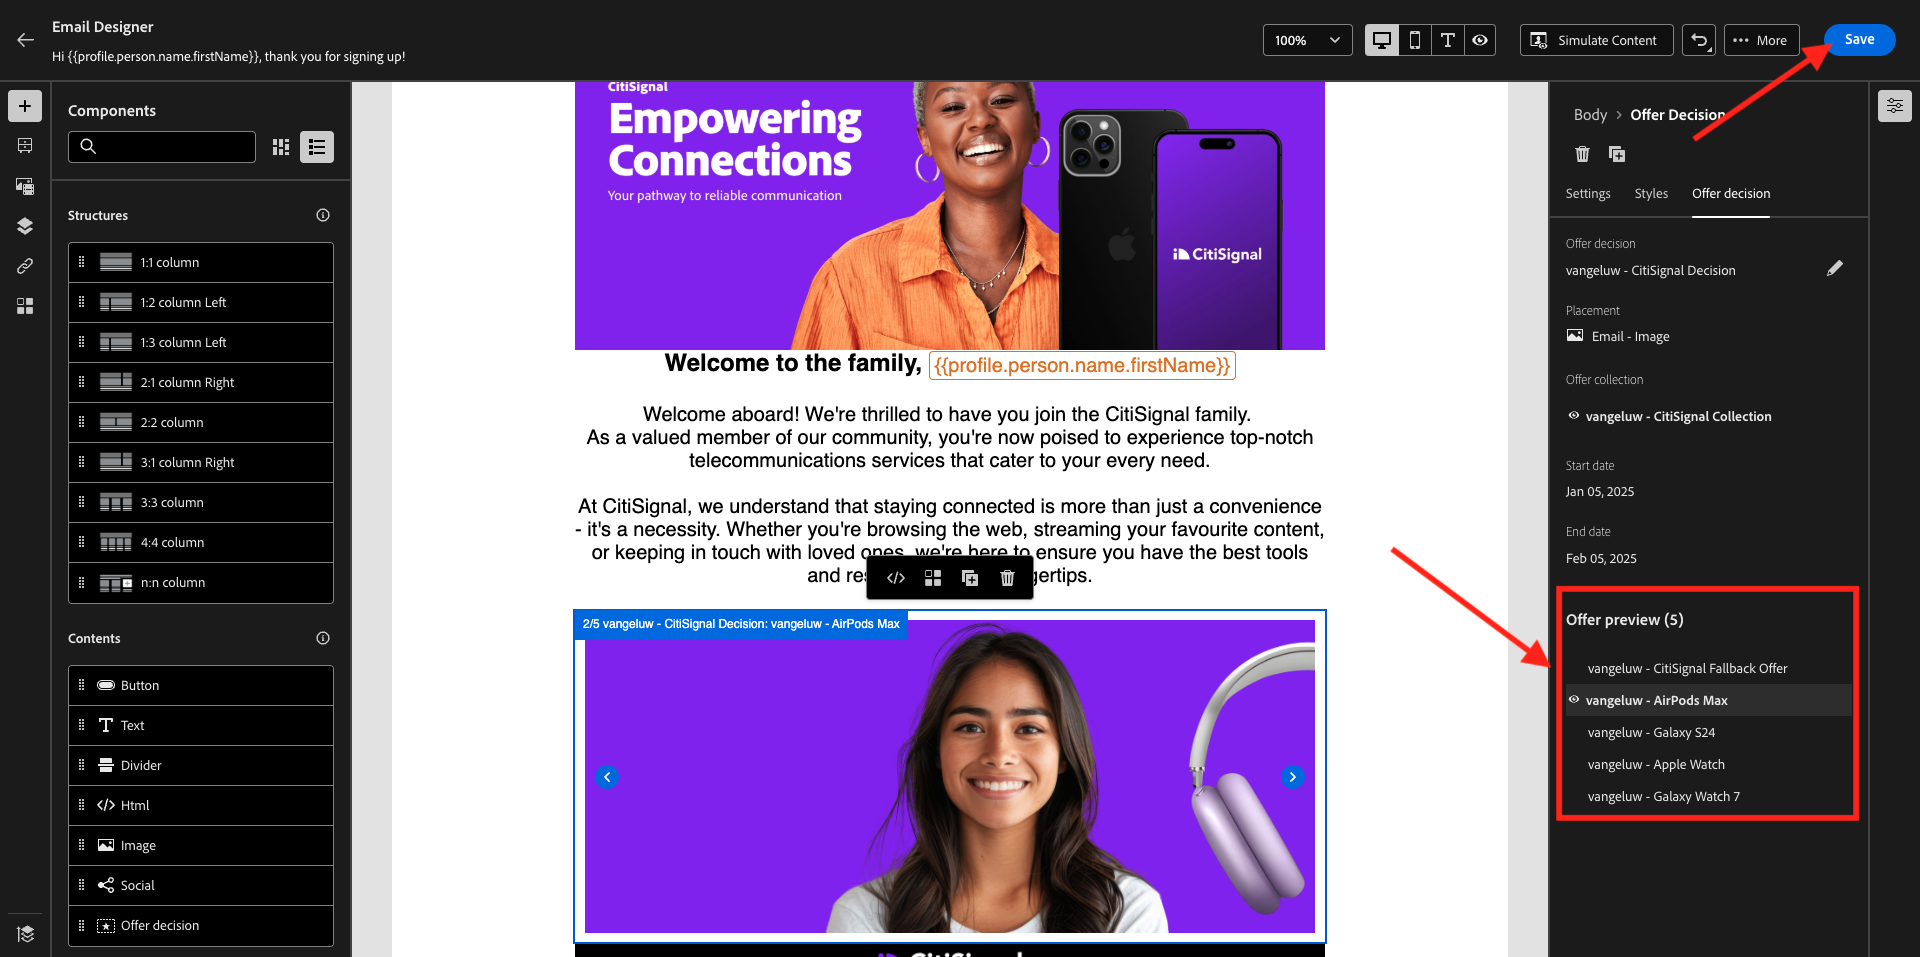 Email Designer
Hi {{profile.person.name.firstName}}, thank you for signing up!
100%
Simulate Content
More
Save
Components
Structures
1:1 column
1:2 column Left
1:3 column Left
2:1 column Right
2:2 column
3:1 column Right
3:3 column
4:4 column
n:n column
Contents
Button
Text
Divider
Html
Image
Social
Offer decision
CitiSignal
Empowering
Connections
Your pathway to reliable communication
CitiSignal
Welcome to the family, {{profile.person.name.firstName}}
Welcome aboard! We're thrilled to have you join the CitiSignal family.
As a valued member of our community, you're now poised to experience top-notch
telecommunications services that cater to your every need.
At CitiSignal, we understand that staying connected is more than just a convenience
- it's a necessity. Whether you're browsing the web, streaming your favourite content,
or keeping in touch with loved ones, we're here to ensure you have the best tools
and res gertips.
2/5 vangeluw - CitiSignal Decision: vangeluw - AirPods Max
CitiSignal
Body > Offer Decision
Settings
Styles
Offer decision
Offer decision
vangeluw - CitiSignal Decision
Placement
Email - Image
Offer collection
vangeluw - CitiSignal Collection
Start date
Jan 05, 2025
End date
Feb 05, 2025
Offer preview (5)
vangeluw - CitiSignal Fallback Offer
vangeluw - AirPods Max
vangeluw - Galaxy S24
vangeluw - Apple Watch
vangeluw - Galaxy Watch 7